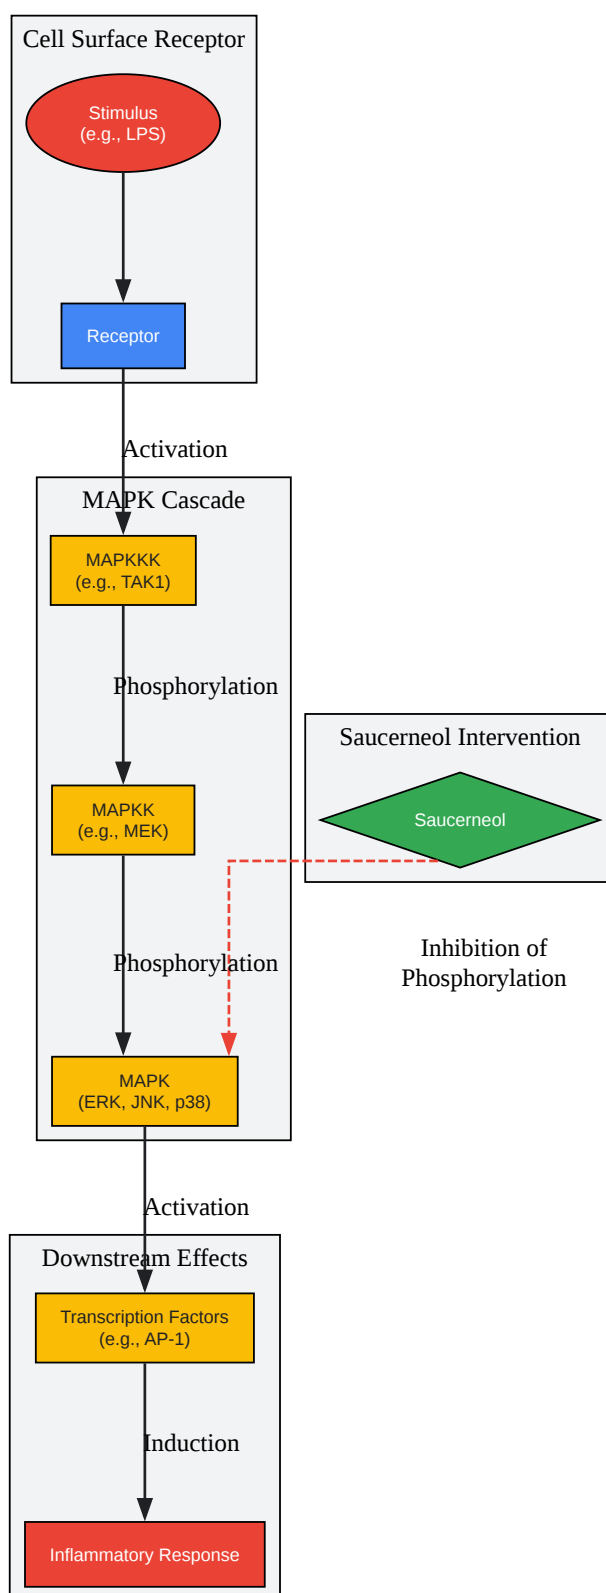 Cell Surface Receptor
Stimulus
(e.g., LPS)
Receptor
Activation
MAPK Cascade
MAPKKK
(e.g., TAK1)
Phosphorylation
Saucerneol Intervention
Saucerneol
MAPKK
(e.g., MEK)
Phosphorylation
Inhibition of
Phosphorylation
MAPK
(ERK, JNK, p38)
Activation
Downstream Effects
Transcription Factors
(e.g., AP-1)
Induction
Inflammatory Response